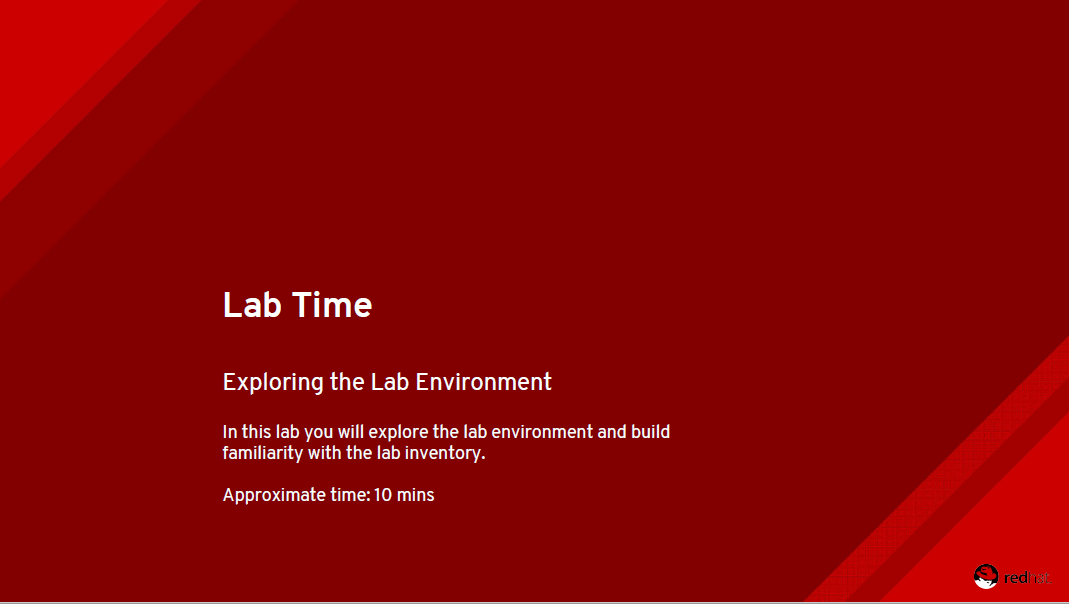 Lab Time
Exploring the Lab Environment
In this lab you will explore the lab environment and build
familiarity with the lab inventory.
Approximate time: 10 mins
redhat.